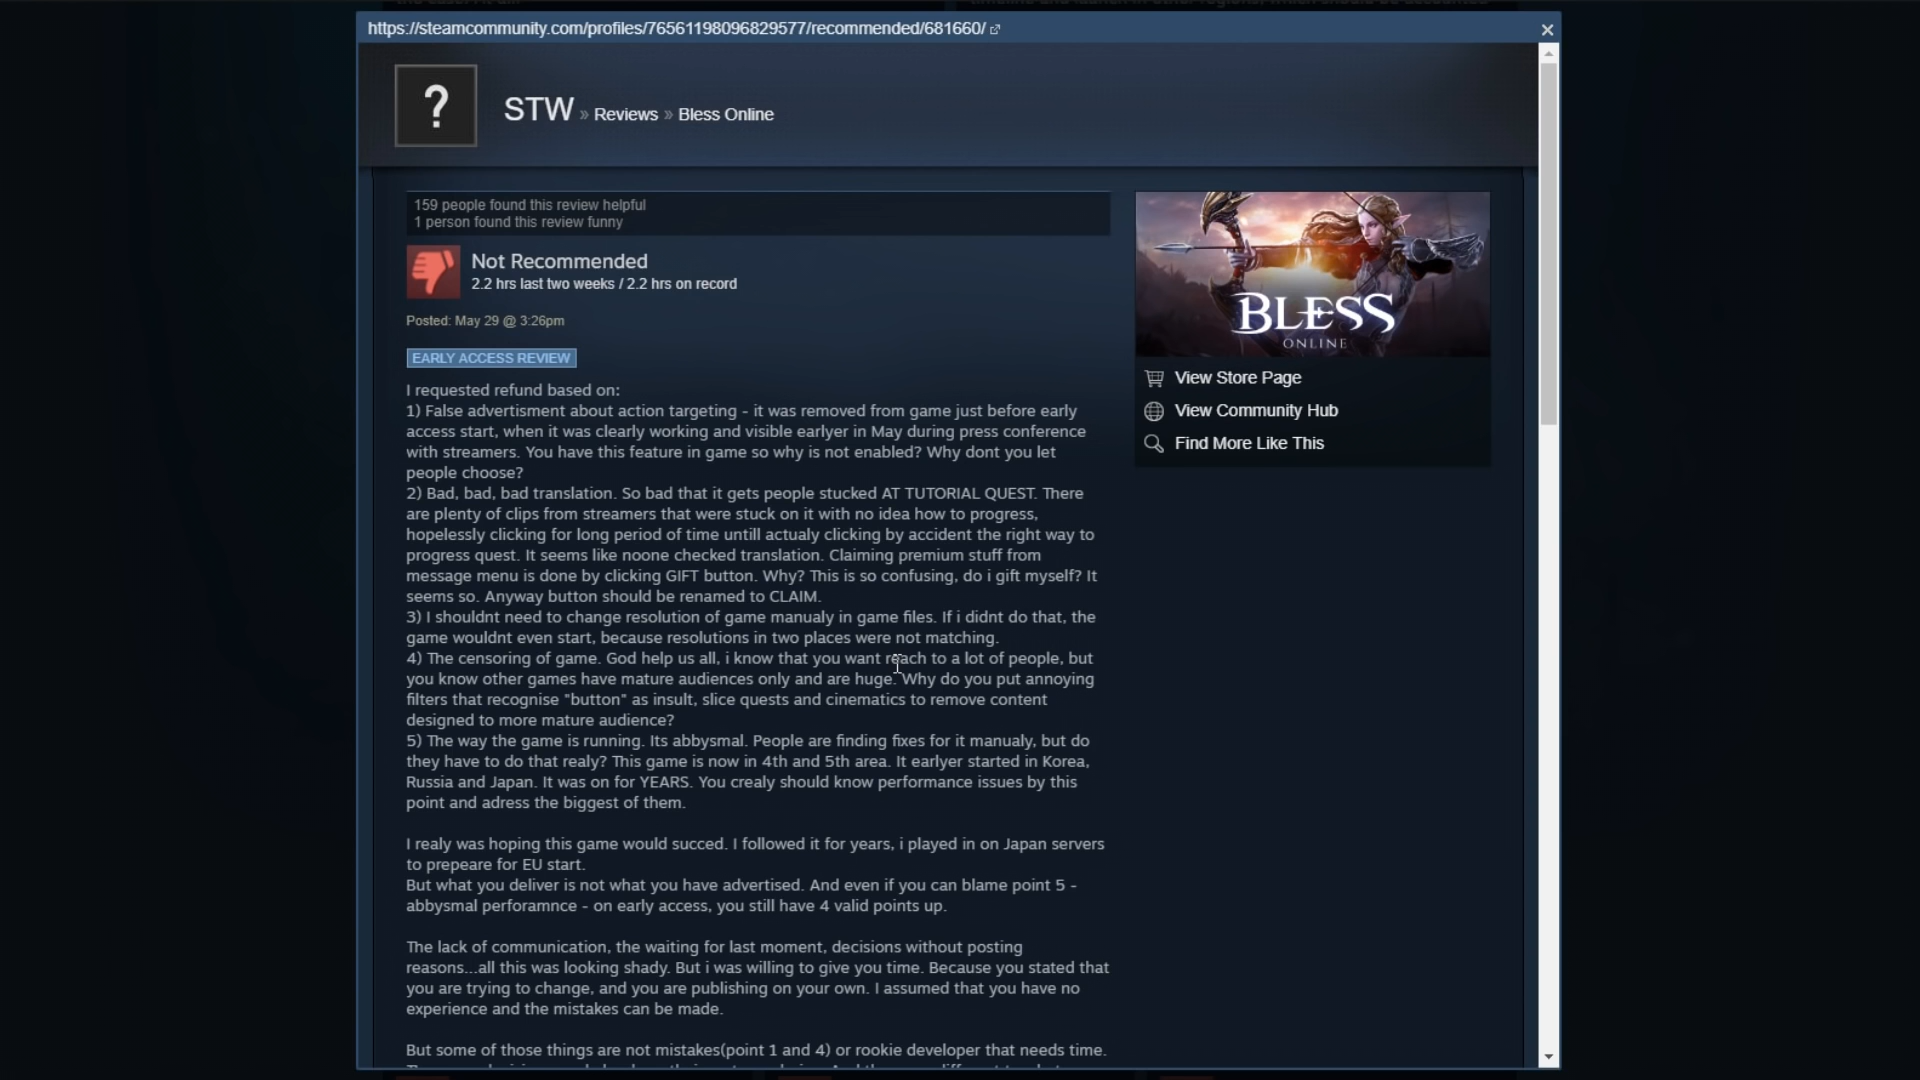 https://steamcommunity.com/profiles/76561198096829577/recommended/681660/
?
STW » Reviews » Bless Online
159 people found this review helpful
1 person found this review funny
Not Recommended
2.2 hrs last two weeks / 2.2 hrs on record
Posted: May 29 @ 3:26pm
EARLY ACCESS REVIEW
I requested refund based on:
1) False advertisment about action targeting - it was removed from game just before early
access start, when it was clearly working and visible earlyer in May during press conference
with streamers. You have this feature in game so why is not enabled? Why dont you let
people choose?
2) Bad, bad, bad translation. So bad that it gets people stucked AT TUTORIAL QUEST. There
are plenty of clips from streamers that were stuck on it with no idea how to progress,
hopelessly clicking for long period of time untill actualy clicking by accident the right way to
progress quest. It seems like noone checked translation. Claiming premium stuff from
message menu is done by clicking GIFT button. Why? This is so confusing, do i gift myself? It
seems so. Anyway button should be renamed to CLAIM.
3) I shouldnt need to change resolution of game manualy in game files. If i didnt do that, the
game wouldnt even start, because resolutions in two places were not matching.
4) The censoring of game. God help us all, i know that you want reach to a lot of people, but
you know other games have mature audiences only and are huge. Why do you put annoying
filters that recognise "button" as insult, slice quests and cinematics to remove content
designed to more mature audience?
5) The way the game is running. Its abbysmal. People are finding fixes for it manualy, but do
they have to do that realy? This game is now in 4th and 5th area. It earlyer started in Korea,
Russia and Japan. It was on for YEARS. You crealy should know performance issues by this
point and adress the biggest of them.
I realy was hoping this game would succed. I followed it for years, i played in on Japan servers
to prepeare for EU start.
But what you deliver is not what you have advertised. And even if you can blame point 5 -
abbysmal perforamnce - on early access, you still have 4 valid points up.
The lack of communication, the waiting for last moment, decisions without posting
reasons...all this was looking shady. But i was willing to give you time. Because you stated that
you are trying to change, and you are publishing on your own. I assumed that you have no
experience and the mistakes can be made.
But some of those things are not mistakes(point 1 and 4) or rookie developer that needs time.
BLESS
ONLINE
View Store Page
View Community Hub
Find More Like This